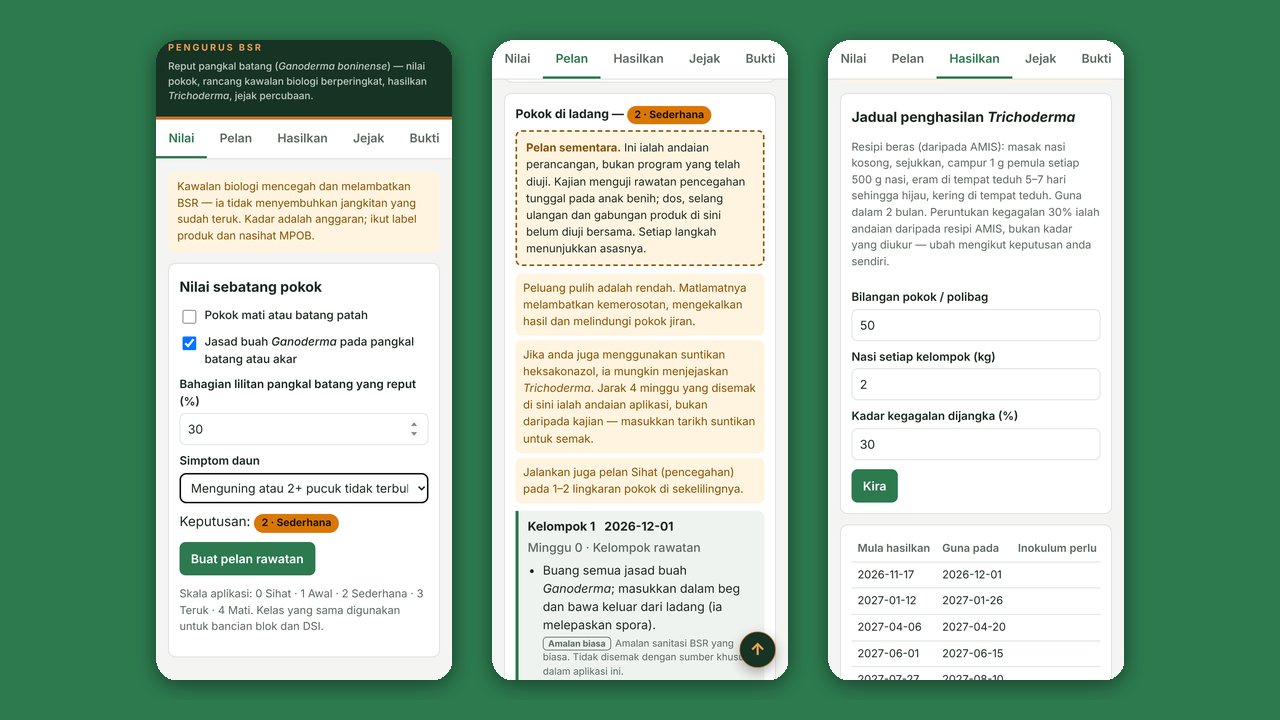 PENGURUS BSR
Reput pangkal batang (Ganoderma boninense) — nilai
pokok, rancang kawalan biologi berperingkat, hasilkan
Trichoderma, jejak percubaan.
Nilai Pelan Hasilkan Jejak Bukti
Kawalan biologi mencegah dan melambatkan
BSR — ia tidak menyembuhkan jangkitan yang
sudah teruk. Kadar adalah anggaran; ikut label
produk dan nasihat MPOB.
Nilai sebatang pokok
Pokok mati atau batang patah
Jasad buah Ganoderma pada pangkal
batang atau akar
Bahagian lilitan pangkal batang yang reput
(%)
30
Simptom daun
Menguning atau 2+ pucuk tidak terbul
Keputusan: 2 · Sederhana
Buat pelan rawatan
Skala aplikasi: 0 Sihat · 1 Awal · 2 Sederhana · 3
Teruk · 4 Mati. Kelas yang sama digunakan
untuk bancian blok dan DSI.
Nilai Pelan Hasilkan Jejak Bukti
Pokok di ladang — 2 · Sederhana
Pelan sementara. Ini ialah andaian
perancangan, bukan program yang telah
diuji. Kajian menguji rawatan pencegahan
tunggal pada anak benih; dos, selang
ulangan dan gabungan produk di sini
belum diuji bersama. Setiap langkah
menunjukkan asasnya.
Peluang pulih adalah rendah. Matlamatnya
melambatkan kemerosotan, mengekalkan
hasil dan melindungi pokok jiran.
Jika anda juga menggunakan suntikan
heksakonazol, ia mungkin menjejaskan
Trichoderma. Jarak 4 minggu yang disemak
di sini ialah andaian aplikasi, bukan
daripada kajian — masukkan tarikh suntikan
untuk semak.
Jalankan juga pelan Sihat (pencegahan)
pada 1–2 lingkaran pokok di sekelilingnya.
Kelompok 1 2026-12-01
Minggu 0 · Kelompok rawatan
• Buang semua jasad buah
Ganoderma; masukkan dalam beg
dan bawa keluar dari ladang (ia
melepaskan spora).
Amalan biasa Amalan sanitasi BSR yang
biasa. Tidak disemak dengan sumber khusu
dalam aplikasi ini.
Nilai Pelan Hasilkan Jejak Bukti
Jadual penghasilan Trichoderma
Resipi beras (daripada AMIS): masak nasi
kosong, sejukkan, campur 1 g pemula setiap
500 g nasi, eram di tempat teduh 5–7 hari
sehingga hijau, kering di tempat teduh. Guna
dalam 2 bulan. Peruntukan kegagalan 30% ialah
andaian daripada resipi AMIS, bukan kadar
yang diukur — ubah mengikut keputusan anda
sendiri.
Bilangan pokok / polibag
50
Nasi setiap kelompok (kg)
2
Kadar kegagalan dijangka (%)
30
Kira
Mula hasilkan Guna pada Inokulum perlu
2026-11-17 2026-12-01
2027-01-12 2027-01-26
2027-04-06 2027-04-20
2027-06-01 2027-06-15
2027-07-27 2027-08-10